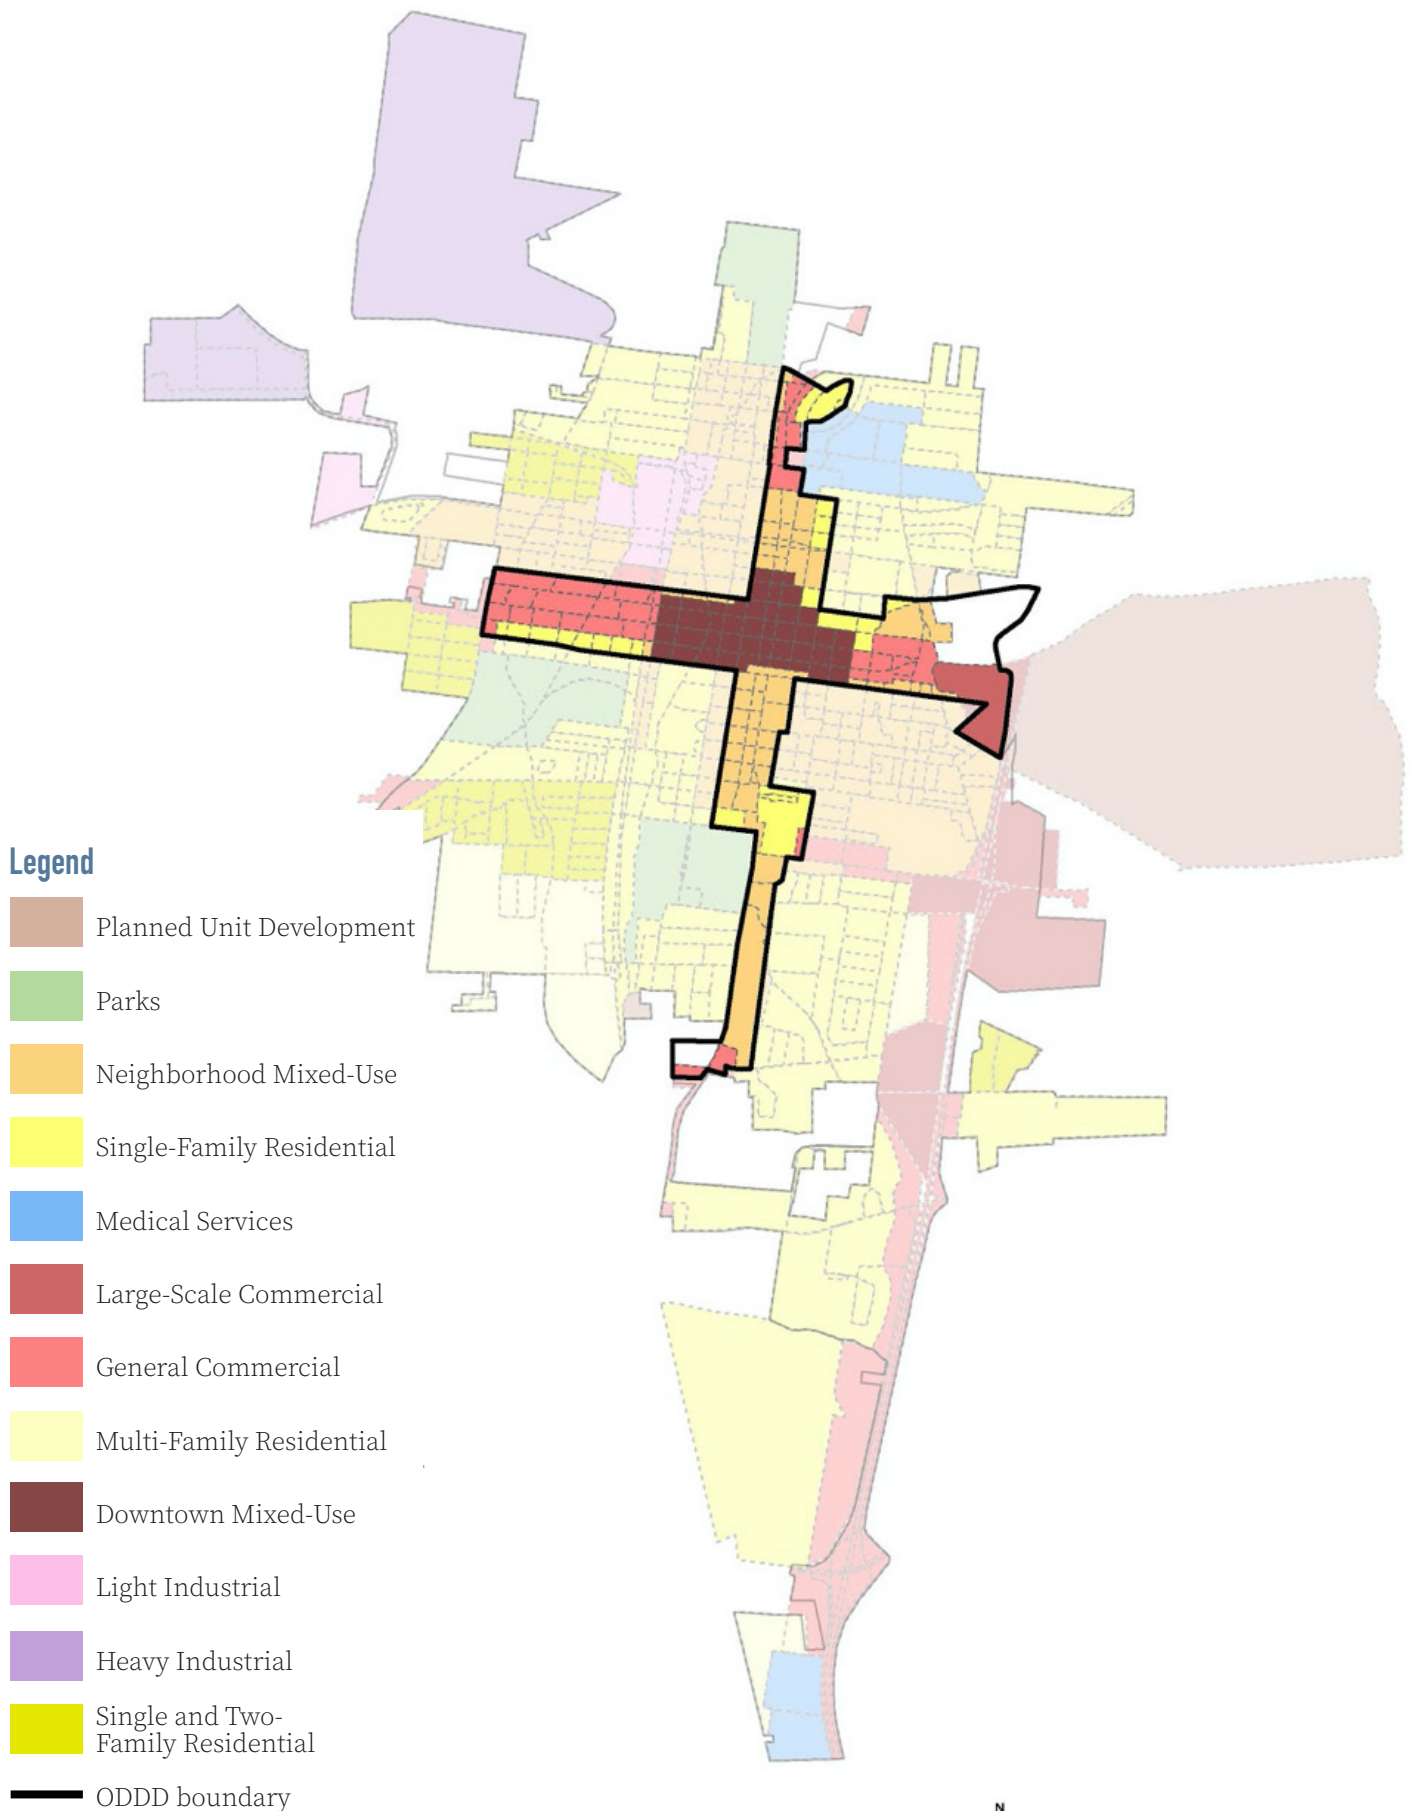 Legend
Planned Unit Development
Parks
Neighborhood Mixed-Use
Single-Family Residential
Medical Services
Large-Scale Commercial
General Commercial
Multi-Family Residential
Downtown Mixed-Use
Light Industrial
Heavy Industrial
Single and Two-
Family Residential
ODDD boundary
N